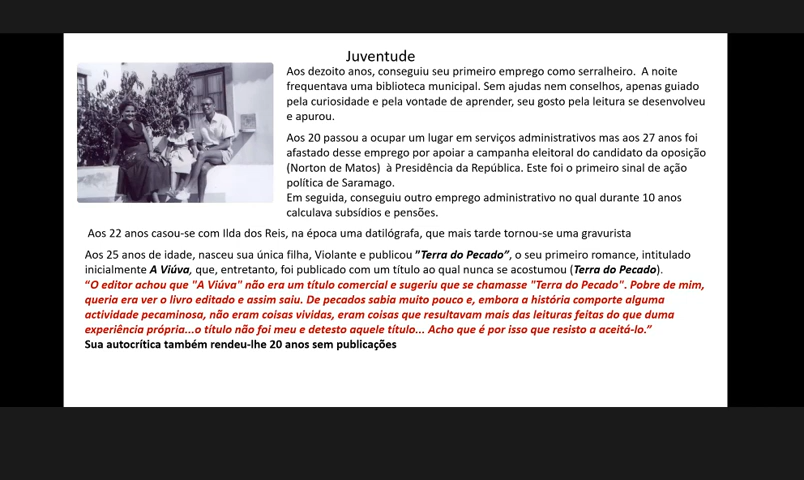 Juventude
Aos dezoito anos, conseguiu seu primeiro emprego como serralheiro.  A noite
frequentava uma biblioteca municipal. Sem ajudas nem conselhos, apenas guiado
pela curiosidade e pela vontade de aprender, seu gosto pela leitura se desenvolveu
e apurou.
Aos 20 passou a ocupar um lugar em serviços administrativos mas aos 27 anos foi
afastado desse emprego por apoiar a campanha eleitoral do candidato da oposição
(Norton de Matos)  à Presidência da República. Este foi o primeiro sinal de ação
política de Saramago.
Em seguida, conseguiu outro emprego administrativo no qual durante 10 anos
calculava subsídios e pensões.
Aos 22 anos casou-se com Ilda dos Reis, na época uma datilógrafa, que mais tarde tornou-se uma gravurista
Aos 25 anos de idade, nasceu sua única filha, Violante e publicou "Terra do Pecado", o seu primeiro romance, intitulado
inicialmente A Viúva, que, entretanto, foi publicado com um título ao qual nunca se acostumou (Terra do Pecado).
"O editor achou que "A Viúva" não era um título comercial e sugeriu que se chamasse "Terra do Pecado". Pobre de mim,
queria era ver o livro editado e assim saiu. De pecados sabia muito pouco e, embora a história comporte alguma
actividade pecaminosa, não eram coisas vividas, eram coisas que resultavam mais das leituras feitas do que duma
experiência própria...o título não foi meu e detesto aquele título... Acho que é por isso que resisto a aceitá-lo."
Sua autocrítica também rendeu-lhe 20 anos sem publicações